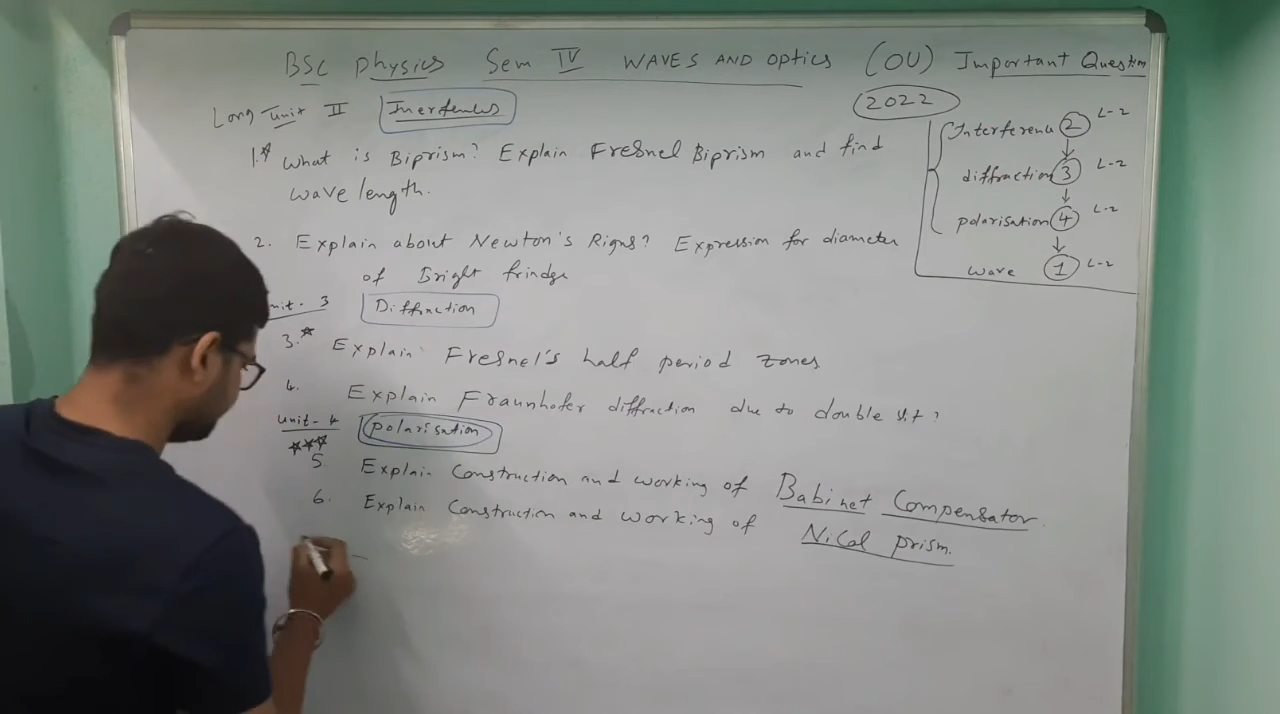 BSC Physics Sem IV WAVES AND Optics (OU) Important Question
2022
Long Unit II Inerferlus
1.* What is Biprism? Explain Fresnel Biprism and find
wave length.
2. Explain about Newton's Rigns? Expression for diameter
of Bright frindge
nit - 3 Diffraction
3.* Explain Fresnel's half period zones
4. Explain Fraunhofer diffraction due to double slit?
Unit - 4 polarisation
***
5. Explain Construction and working of Babinet Compensator.
6. Explain Construction and working of Nicol prism.
Interference 2 L-2
diffraction 3 L-2
polarisation 4 L-2
wave 1 L-2